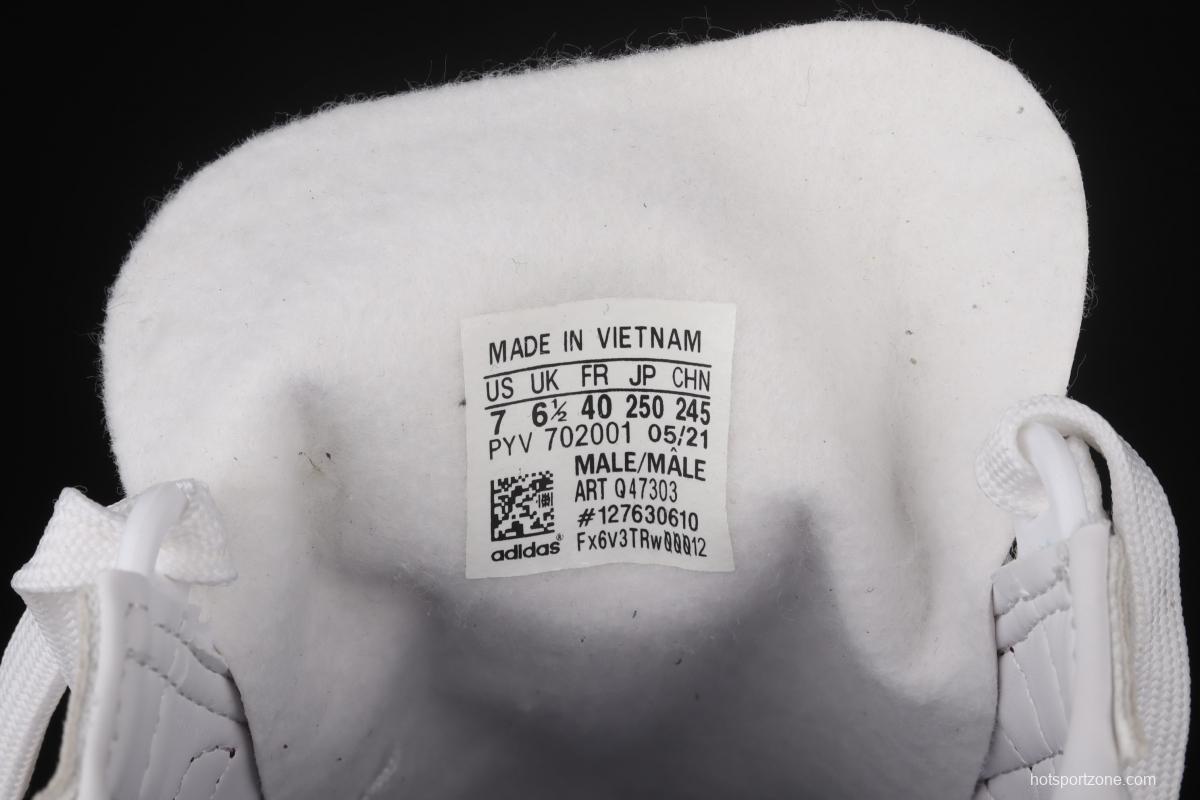 MADE IN VIETNAM
US UK FR JP CHN
7 6½ 40 250 245
PYV 702001 05/21
MALE/MÂLE
ART Q47303
#127630610
Fx6v3TRw00012
adidas®
hotsportzone.com